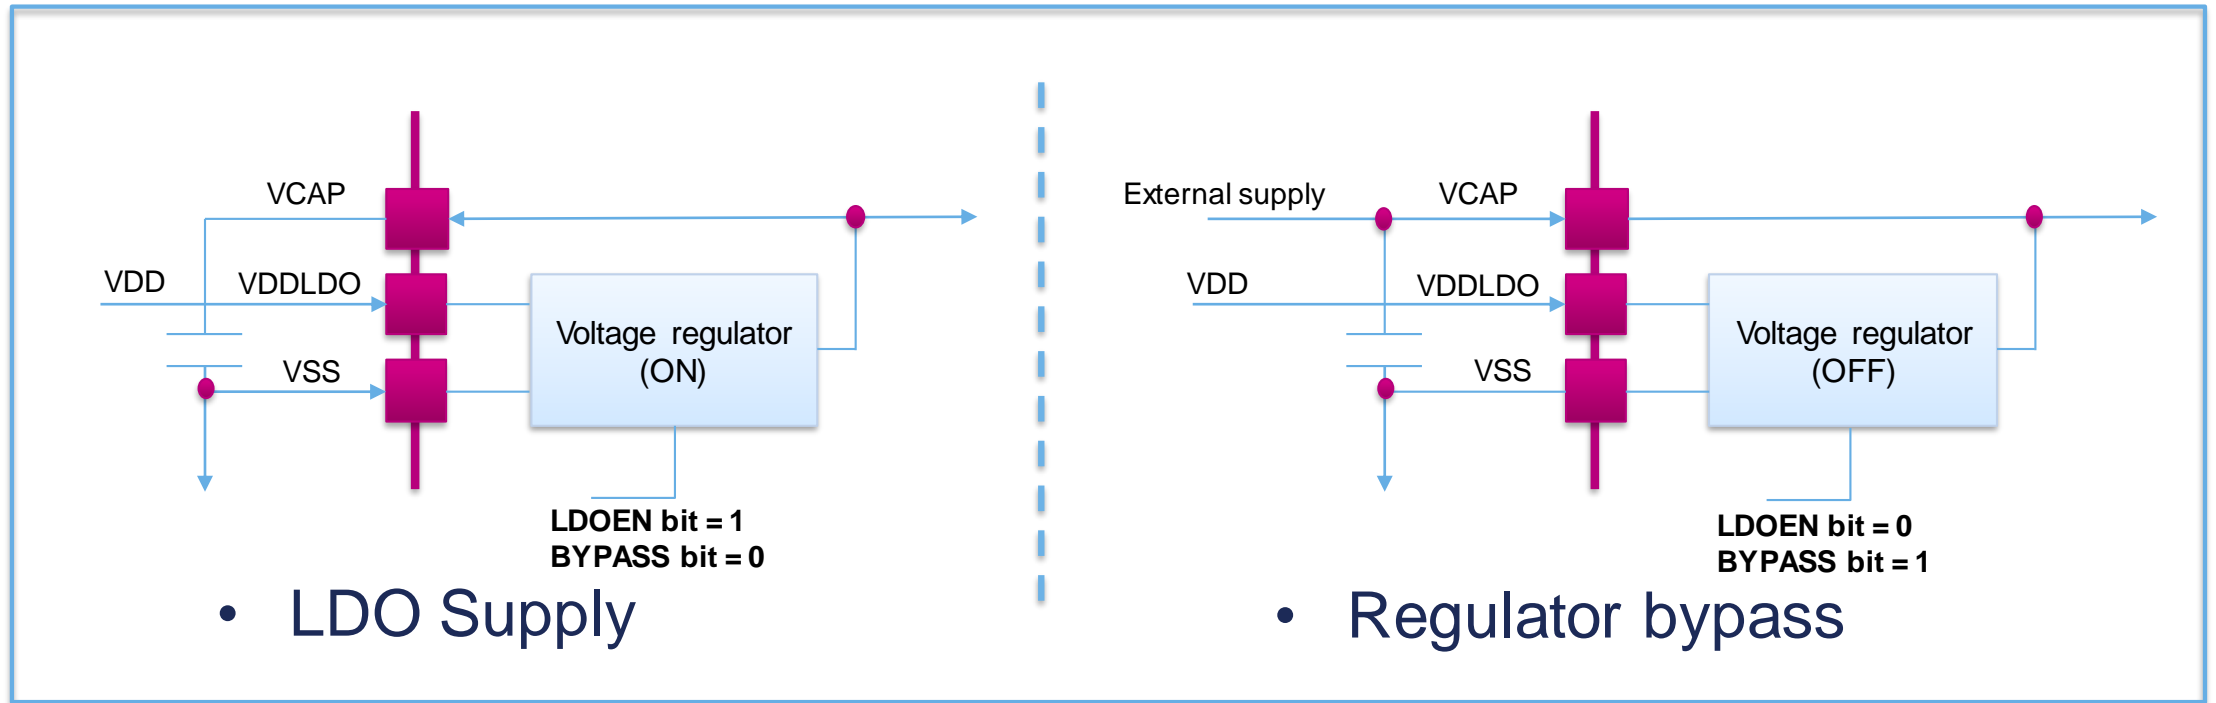 VCAP
VDD
VDDLDO
Voltage regulator
(ON)
VSS
LDOEN bit = 1
BYPASS bit = 0
• LDO Supply
External supply
VCAP
VDD
VDDLDO
Voltage regulator
(OFF)
VSS
LDOEN bit = 0
BYPASS bit = 1
• Regulator bypass